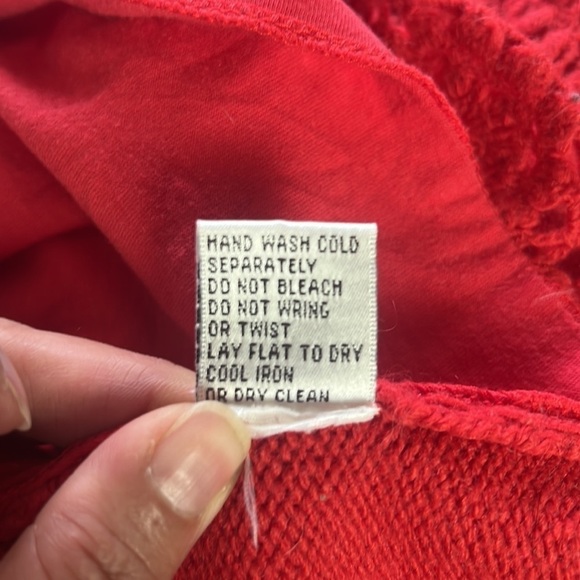 HAND WASH COLD
SEPARATELY
DO NOT BLEACH
DO NOT WRING
OR TWIST
LAY FLAT TO DRY
COOL IRON
OR DRY CLEAN